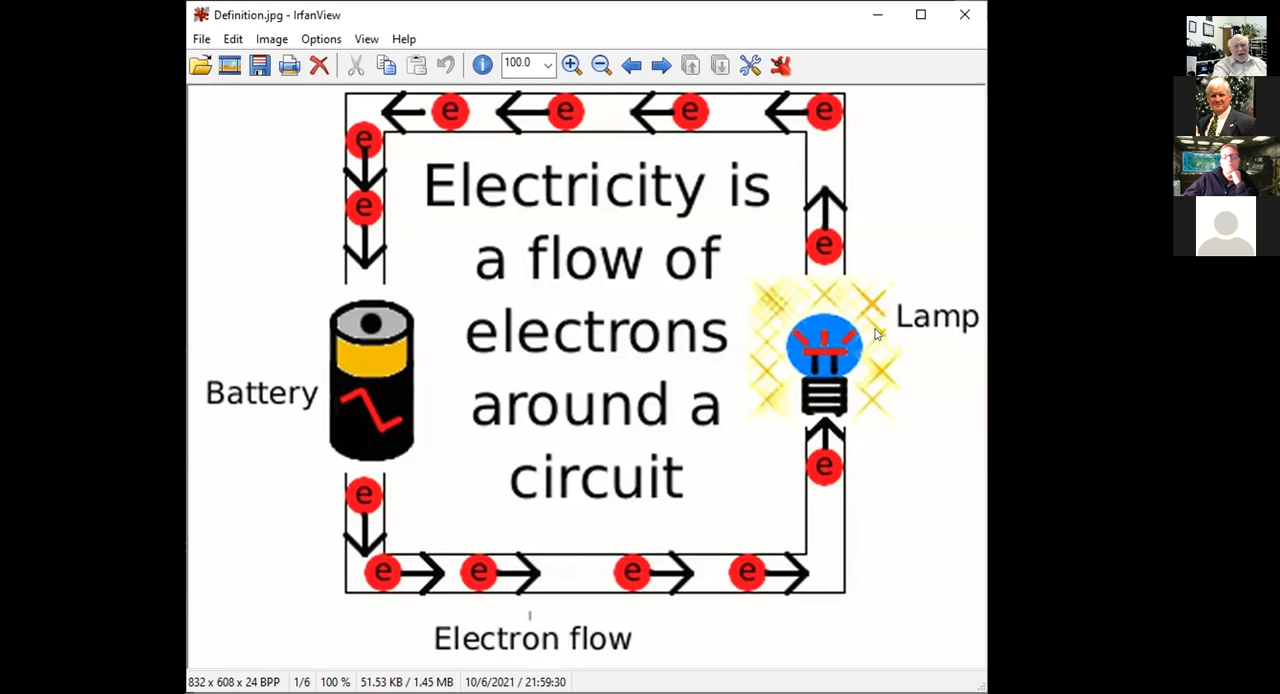 Definition.jpg - IrfanView
File Edit Image Options View Help
100.0
e e e e
e
e
Electricity is
a flow of
electrons
around a
circuit
e
Lamp
Battery
e
e
e e e e
Electron flow
832 x 608 x 24 BPP 1/6 100 % 51.53 KB / 1.45 MB 10/6/2021 / 21:59:30